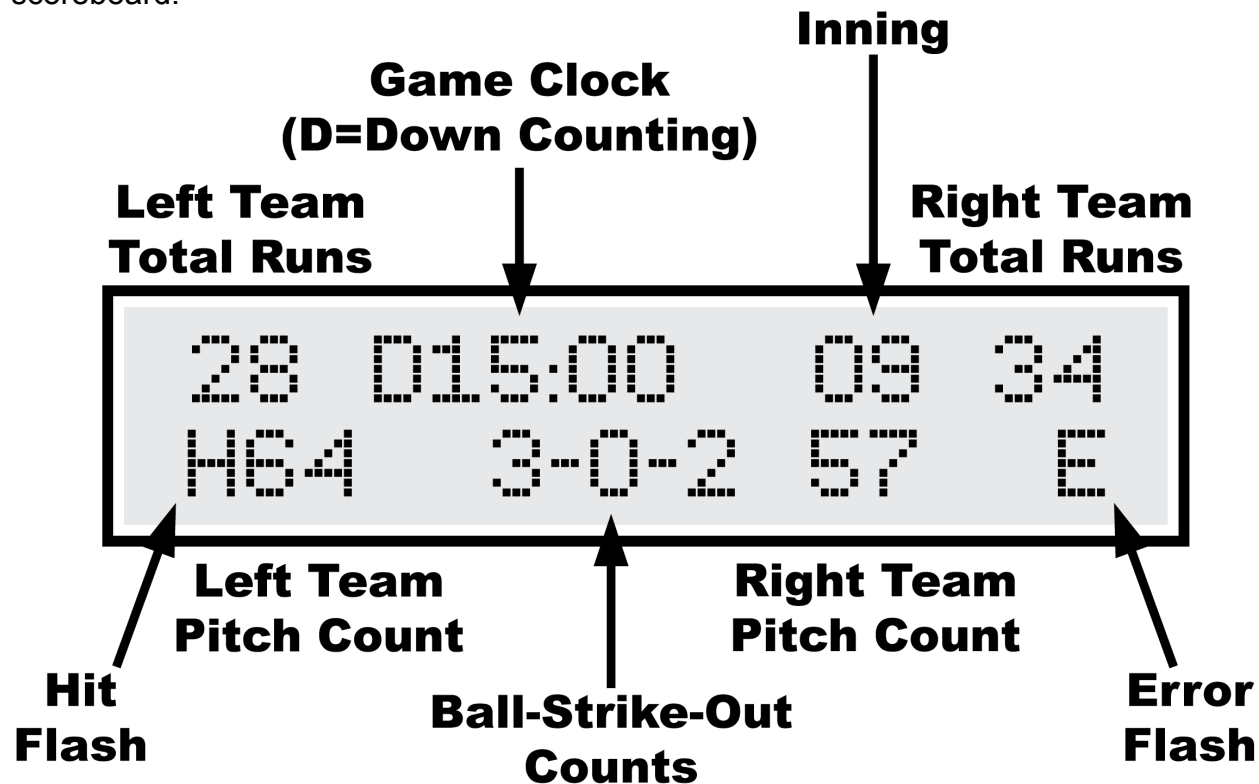 scoreboard.
Inning
Game Clock
(D=Down Counting)
Left Team
Total Runs
Right Team
Total Runs
28 D15:00 09 34
H64 3-0-2 57 E
Left Team
Pitch Count
Right Team
Pitch Count
Hit
Flash
Ball-Strike-Out
Counts
Error
Flash